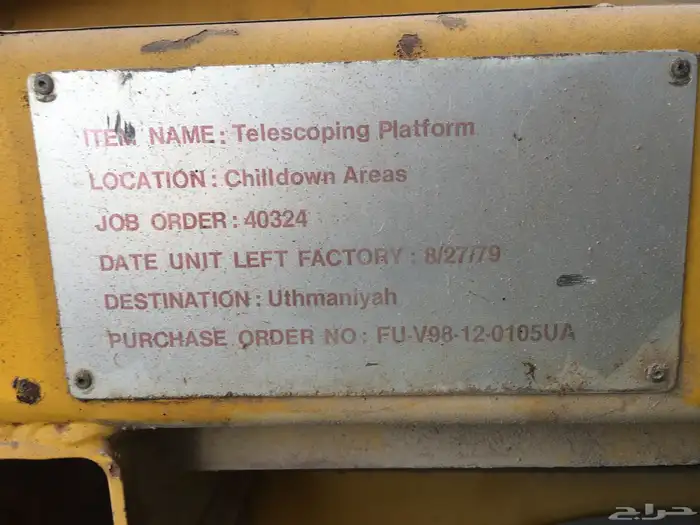 ITEM NAME: Telescoping Platform
LOCATION: Chilldown Areas
JOB ORDER: 40324
DATE UNIT LEFT FACTORY: 8/27/79
DESTINATION: Uthmaniyah
PURCHASE ORDER NO: FU-V98-12-0105UA
حراج